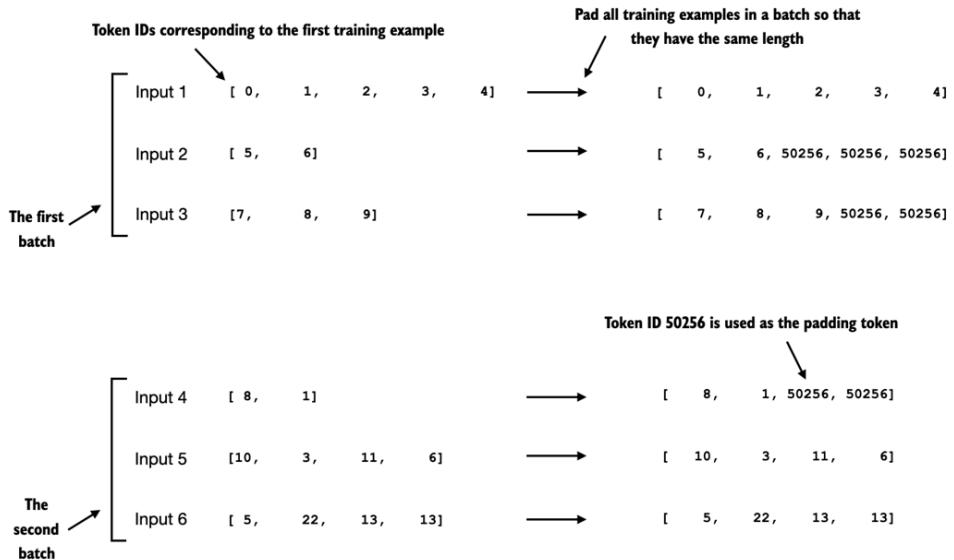 Token IDs corresponding to the first training example
Pad all training examples in a batch so that
they have the same length
Input 1 [ 0, 1, 2, 3, 4] [ 0, 1, 2, 3, 4]
Input 2 [ 5, 6] [ 5, 6, 50256, 50256, 50256]
The first
batch
Input 3 [7, 8, 9] [ 7, 8, 9, 50256, 50256]
Token ID 50256 is used as the padding token
Input 4 [ 8, 1] [ 8, 1, 50256, 50256]
Input 5 [10, 3, 11, 6] [ 10, 3, 11, 6]
The
second
batch
Input 6 [ 5, 22, 13, 13] [ 5, 22, 13, 13]